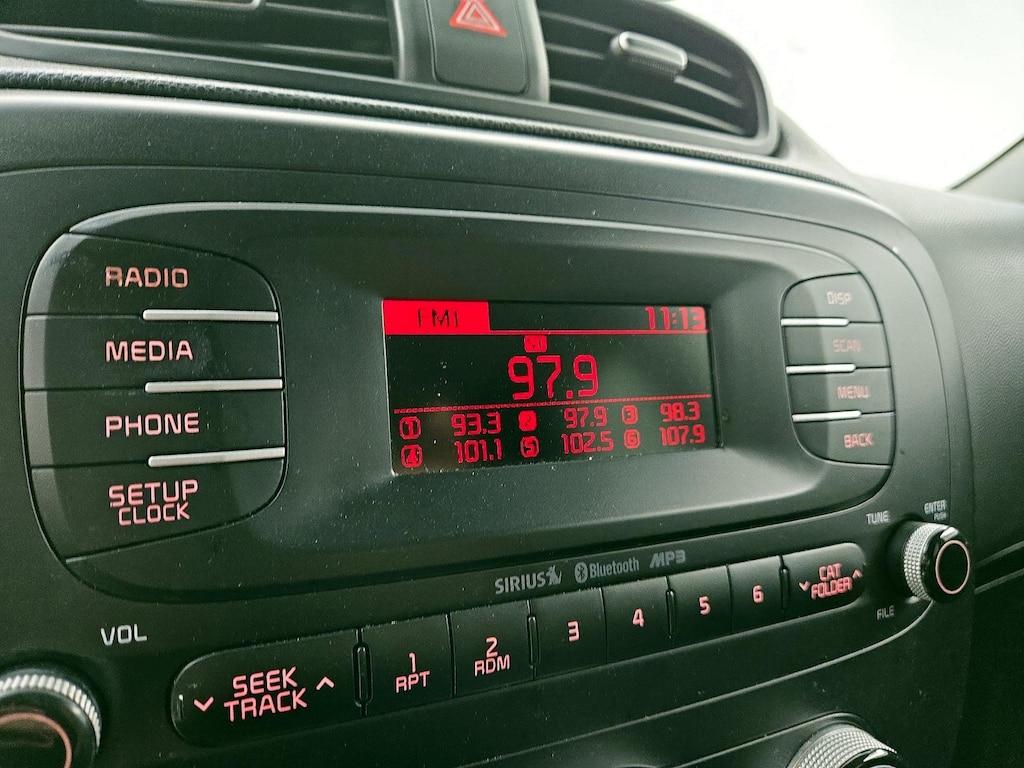 RADIO
MEDIA
PHONE
SETUP
CLOCK
FM1 11:13
97.9
1 93.3 2 97.9 3 98.3
4 101.1 5 102.5 6 107.9
DISP
SCAN
MENU
BACK
TUNE
ENTER
PUSH
FILE
SIRIUS Bluetooth MP3
VOL
SEEK
TRACK
1
RPT
2
RDM
3
4
5
6
CAT
FOLDER